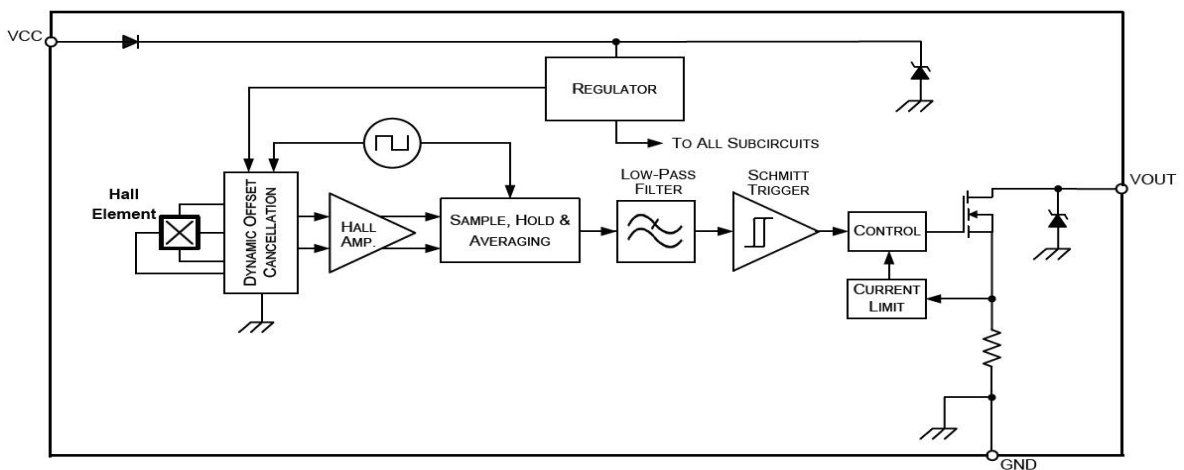 VCC
REGULATOR
TO ALL SUBCIRCUITS
LOW-PASS
FILTER
SCHMITT
TRIGGER
VOUT
Hall
Element
DYNAMIC OFFSET
CANCELLATION
HALL
AMP.
SAMPLE, HOLD &
AVERAGING
CONTROL
CURRENT
LIMIT
GND